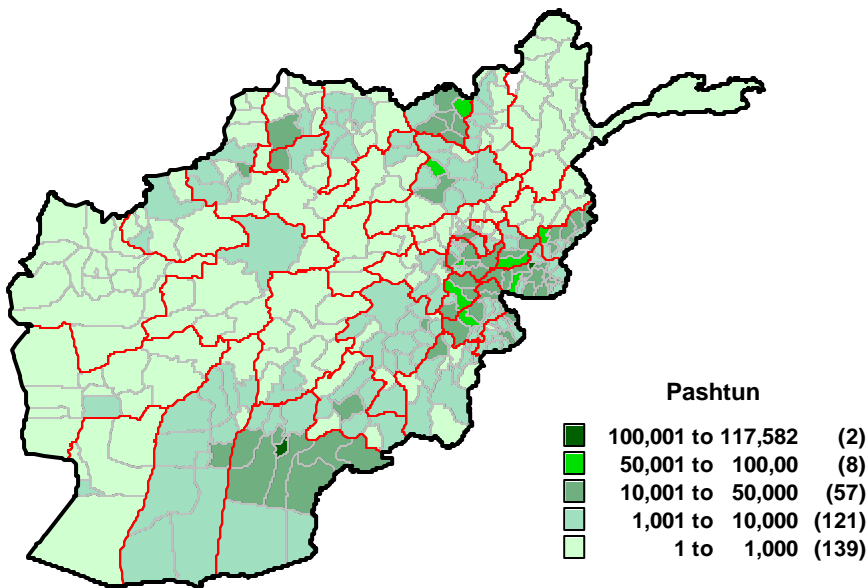 Pashtun
100,001 to 117,582 (2)
50,001 to 100,00 (8)
10,001 to 50,000 (57)
1,001 to 10,000 (121)
1 to 1,000 (139)